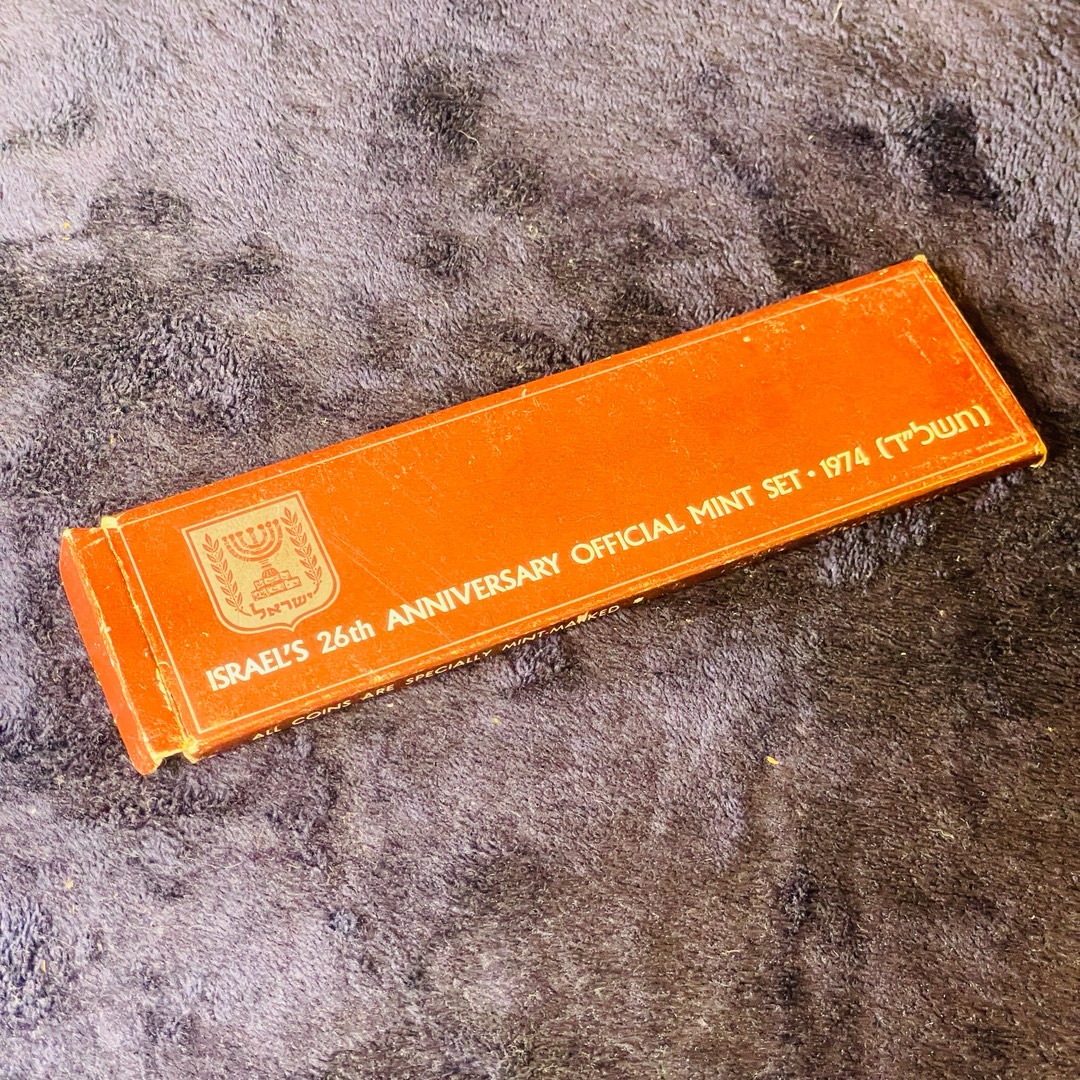 ישראל
ISRAEL'S 26th ANNIVERSARY OFFICIAL MINT SET • 1974 (תשל״ד)
ALL COINS ARE SPECIALLY MINT-MARKED